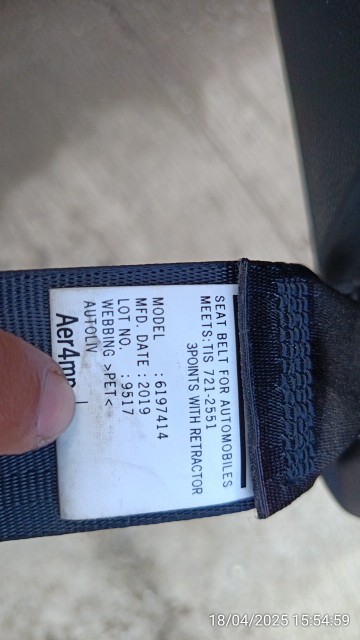 SEAT BELT FOR AUTOMOBILES
MEETS: TIS 721-2551
3POINTS WITH RETRACTOR
MODEL :6197414
MFD. DATE : 2019
LOT NO. : 9517
WEBBING >PET<
AUTOLIV
18/04/2025 15:54:59